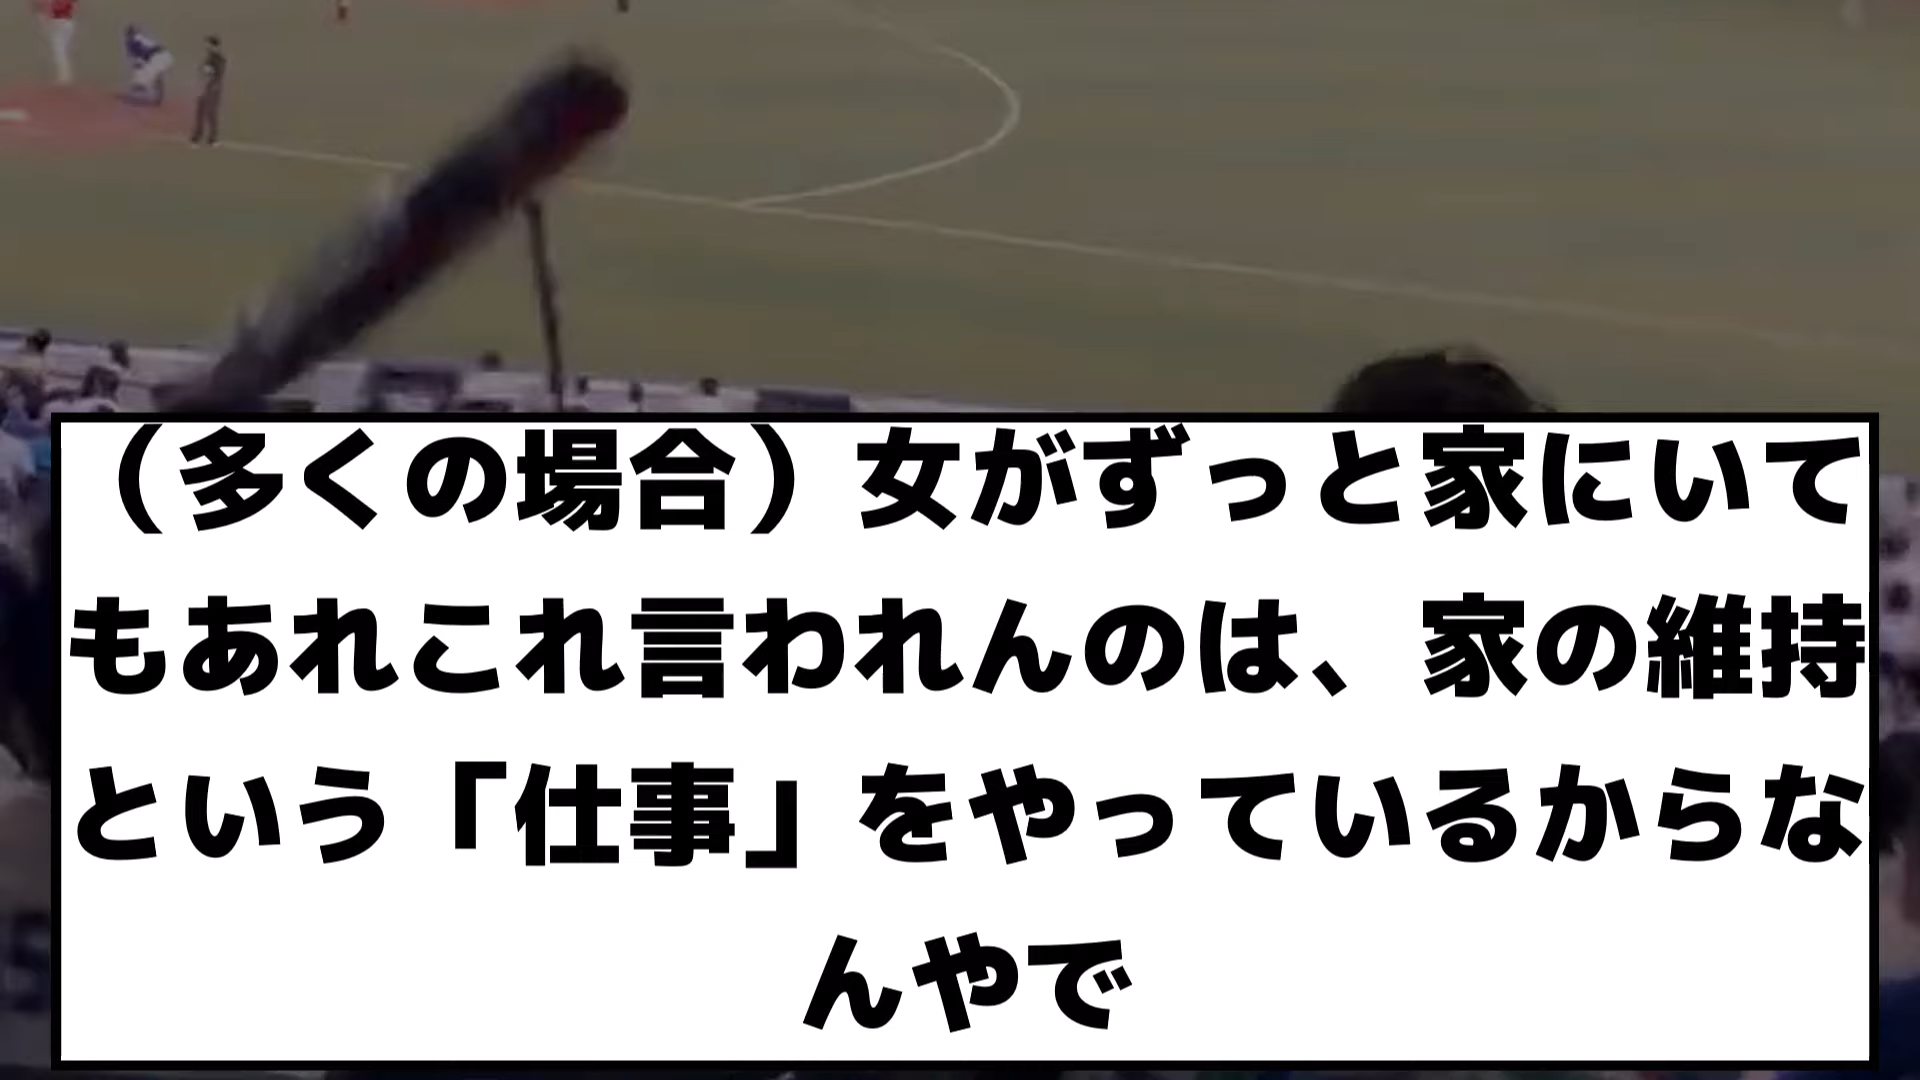 （多くの場合）女がずっと家にいて
もあれこれ言われんのは、家の維持
という「仕事」をやっているからな
んやで